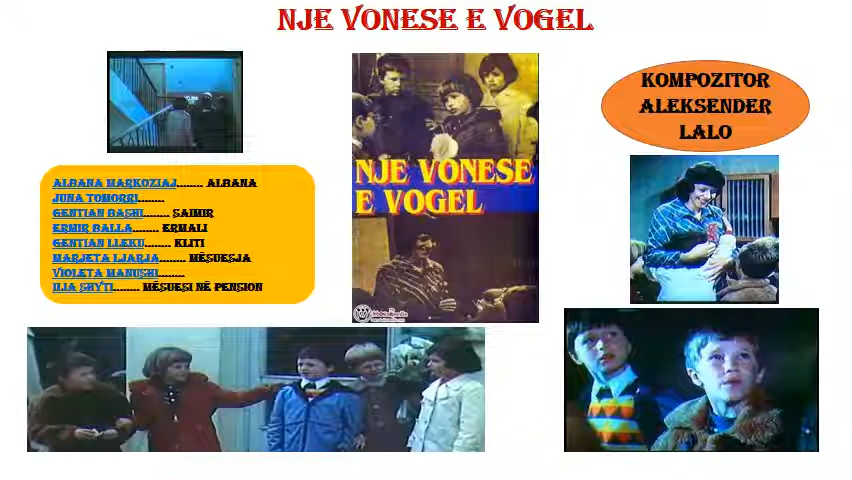 NJE VONESE E VOGEL
KOMPOZITOR
ALEKSENDER
LALO
NJE VONESE
E VOGEL
ALBANA MARKOZIAJ........ ALBANA
JUNA TOMORRI........
GENTIAN BASHI........ SAIMIR
ERMIR BALLA........ ERMALI
GENTIAN LLEKU........ KLITI
MARJETA LJARJA........ MËSUESJA
VIOLETA MANUSHI........
ILIA SHYTI........ MËSUESI NË PENSION